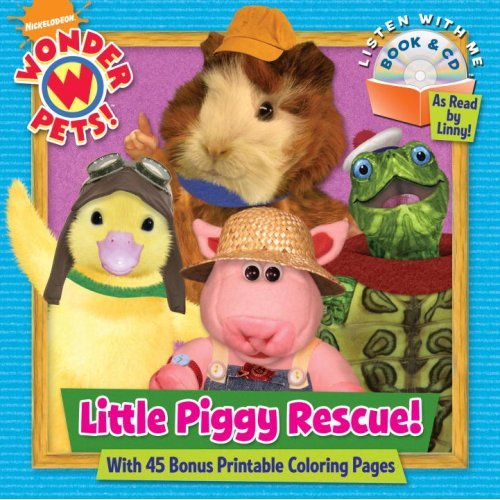 NICKELODEON
WONDER
W
PETS!
LISTEN WITH ME
BOOK & CD
As Read
by
Linny!
Little Piggy Rescue!
With 45 Bonus Printable Coloring Pages